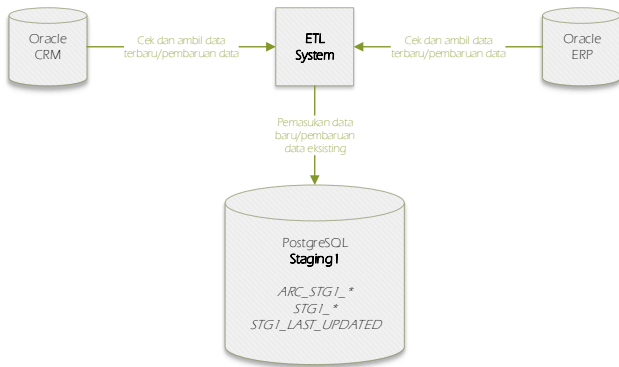 Oracle
CRM
Cek dan ambil data
terbaru/pembaruan data
ETL
System
Cek dan ambil data
terbaru/pembaruan data
Oracle
ERP
Pemasukan data
baru/pembaruan
data eksisting
PostgreSQL
Staging1
ARC_STG1_*
STG1_*
STG1_LAST_UPDATED